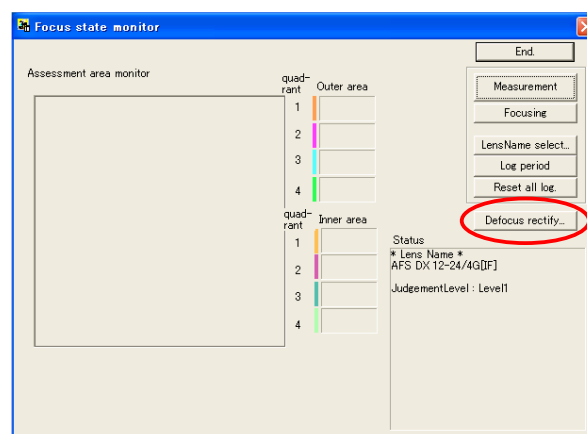 Focus state monitor
End.
Assessment area monitor
quad-
rant
Outer area
1
2
3
4
Measurement
Focusing
LensName select...
Log period
Reset all log.
Defocus rectify...
quad-
rant
Inner area
1
2
3
4
Status
* Lens Name *
AFS DX 12-24/4G[IF]
JudgementLevel : Level1